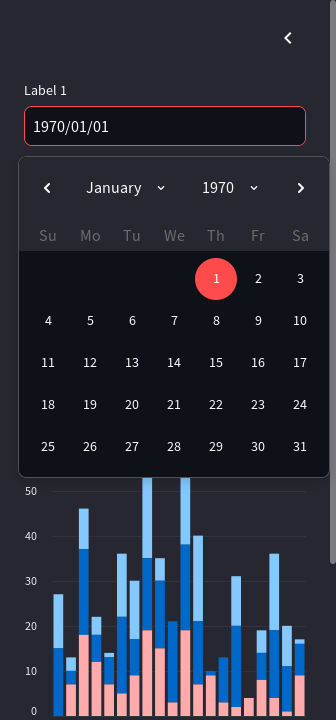 Label 1
1970/01/01
January 1970
Su Mo Tu We Th Fr Sa
1 2 3
4 5 6 7 8 9 10
11 12 13 14 15 16 17
18 19 20 21 22 23 24
25 26 27 28 29 30 31
50
40
30
20
10
0